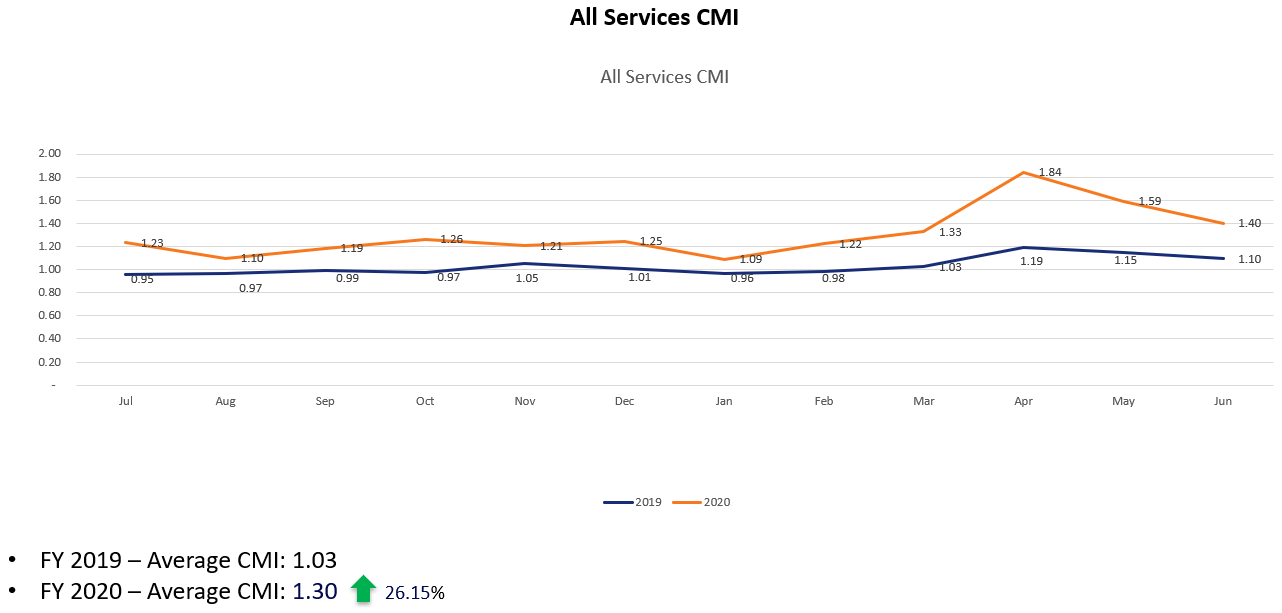 All Services CMI
All Services CMI
2.00
1.80
1.60
1.40
1.20
1.00
0.80
0.60
0.40
0.20
-
1.23 1.10 1.19 1.26 1.21 1.25 1.09 1.22 1.33 1.84 1.59 1.40
0.95 0.97 0.99 0.97 1.05 1.01 0.96 0.98 1.03 1.19 1.15 1.10
Jul Aug Sep Oct Nov Dec Jan Feb Mar Apr May Jun
2019 2020
• FY 2019 – Average CMI: 1.03
• FY 2020 – Average CMI: 1.30 26.15%